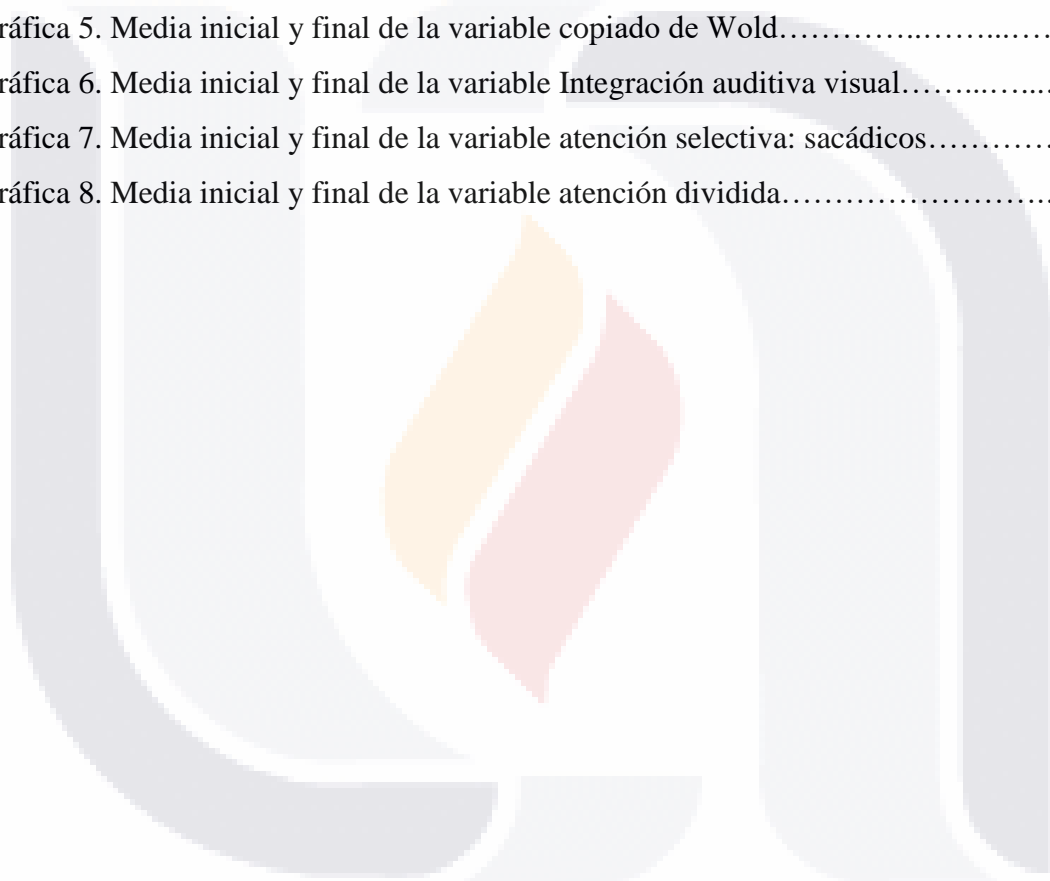 ráfica 5. Media inicial y final de la variable copiado de Wold…………..……...….
ráfica 6. Media inicial y final de la variable Integración auditiva visual……...…...
ráfica 7. Media inicial y final de la variable atención selectiva: sacádicos………….
ráfica 8. Media inicial y final de la variable atención dividida…………………….